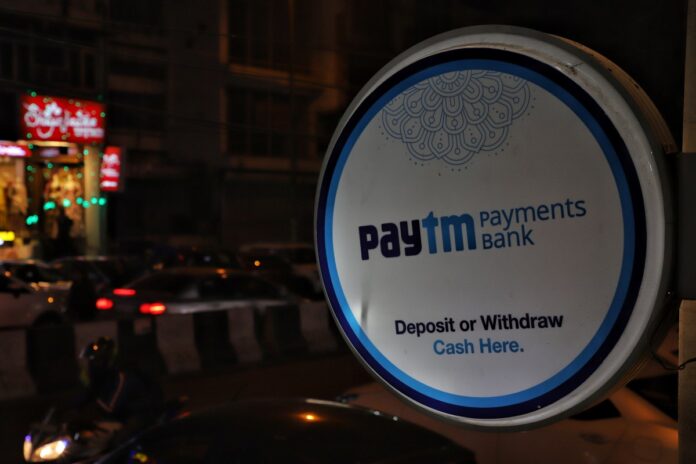 paytm Payments
Bank
Deposit or Withdraw
Cash Here.